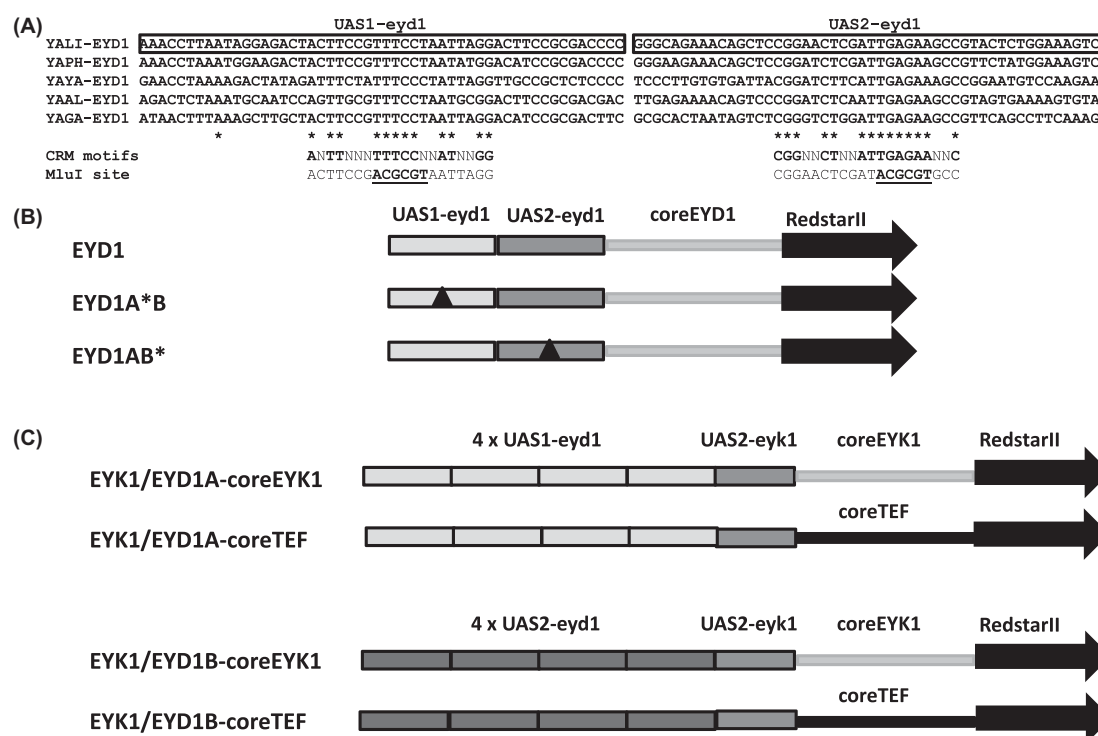 (A)
UAS1-eyd1 UAS2-eyd1
YALI-EYD1 AAACCTTAATAGGAGACTACTTCCGTTTCCTAATTAGGACTTCCGCGACCCC GGGCAGAAACAGCTCCGGAACTCGATTGAGAAGCCGTACTCTGGAAAGTC
YAPH-EYD1 AAACCTAAATGGAAGACTACTTCCGTTTCCTAATATGGACTTCCGCGACCCC GGGAAGAAACAGCTCCGGAACTCGATTGAGAAGCCGTTCTATGGAAAGTC
YAYA-EYD1 GAACCTAAAAGACTATAGATTTCTATTTCCCTATTAGGTTGCCGCTCTCCCC TCCCTTGTGTGATTACGGATCTTCATTGAGAAAGCCGGAATGTCCAAGAA
YAAL-EYD1 AGACTCTAAATGCAATCCAGTTGCGTTTCCTAATGCGGACTTCCGCGACGAC TTGAGAAAACAGTCCCGGATCTCAATTGAGAAGCCGTAGTGAAAAGTGTA
YAGA-EYD1 ATAACTTTAAAGCTTGCTACTTCCGTTTCCTAATTAGGACATCCGCGACTTC GCGCACTAATAGTCTCGGGTCTGGATTGAGAAGCCGTTCAGCCTTCAAAG
* * ** ***** ** ** *** ** ******* *
CRM motifs ANTTNNNTTTCCNNATNNGG CGGNNCTNNATTGAGAANNC
MluI site ACTTCCGACGCGTAATTAGG CGGAACTCGATACGCGTGCC
(B)
UAS1-eyd1 UAS2-eyd1 coreEYD1 RedstarII
EYD1
EYD1A*B
EYD1AB*
(C)
4 x UAS1-eyd1 UAS2-eyk1 coreEYK1 RedstarII
EYK1/EYD1A-coreEYK1
coreTEF
EYK1/EYD1A-coreTEF
4 x UAS2-eyd1 UAS2-eyk1 coreEYK1 RedstarII
EYK1/EYD1B-coreEYK1
coreTEF
EYK1/EYD1B-coreTEF